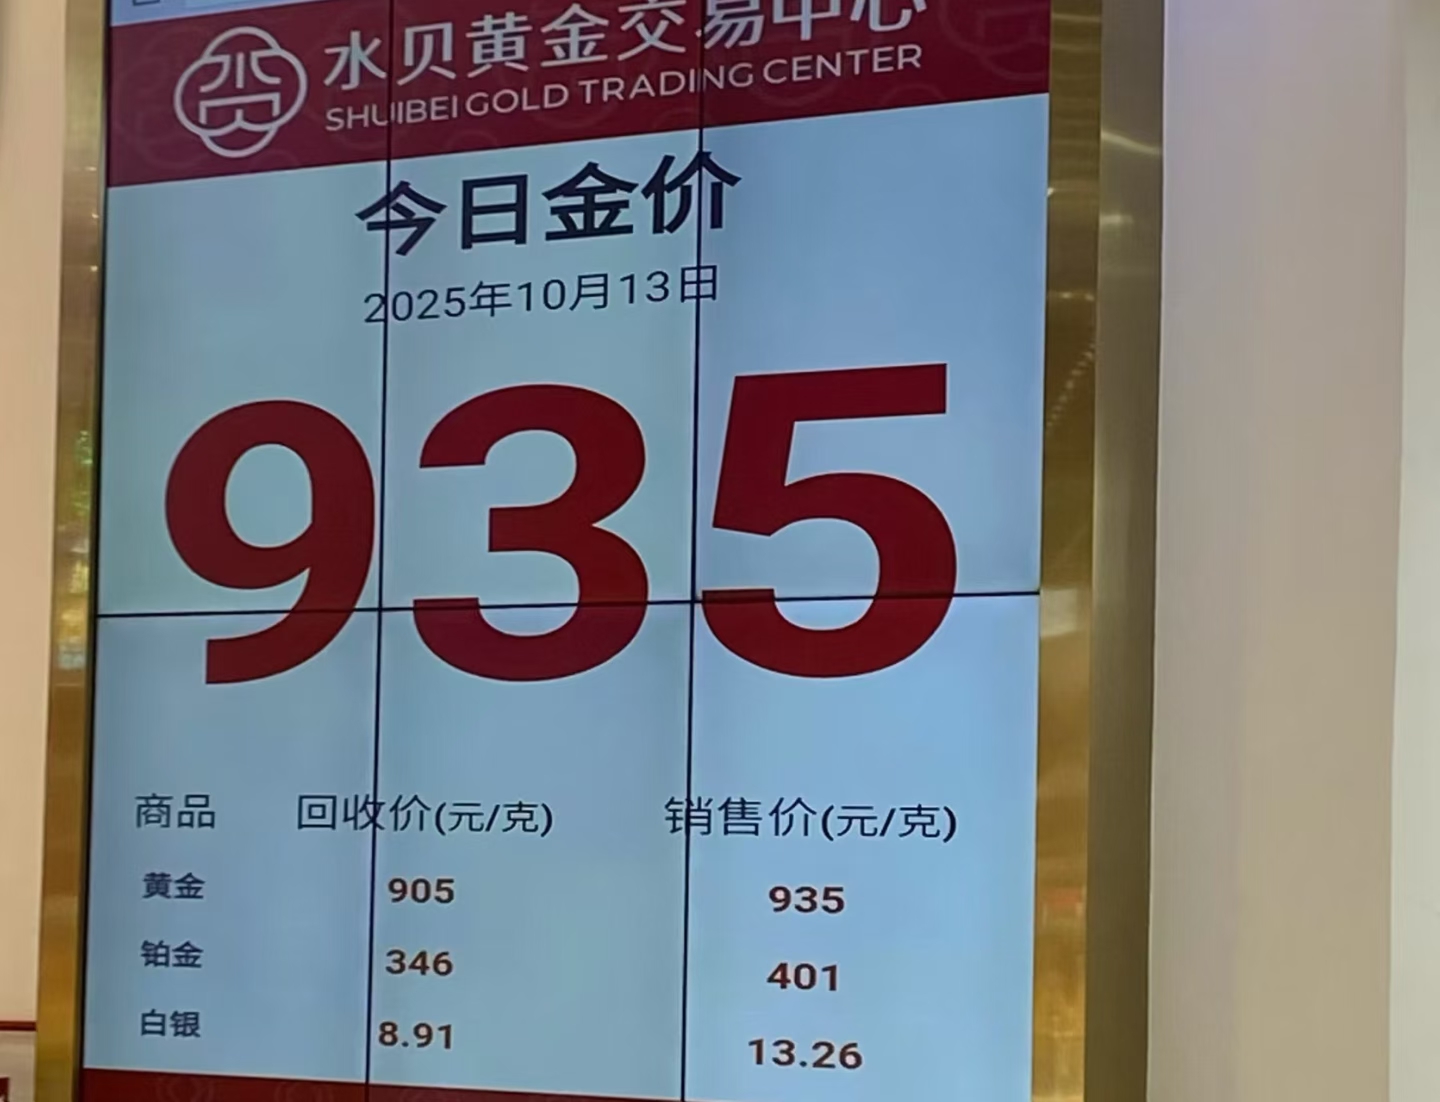 水贝黄金交易中心
SHUIBEI GOLD TRADING CENTER
今日金价
2025年10月13日
935
商品 回收价(元/克) 销售价(元/克)
黄金 905 935
铂金 346 401
白银 8.91 13.26